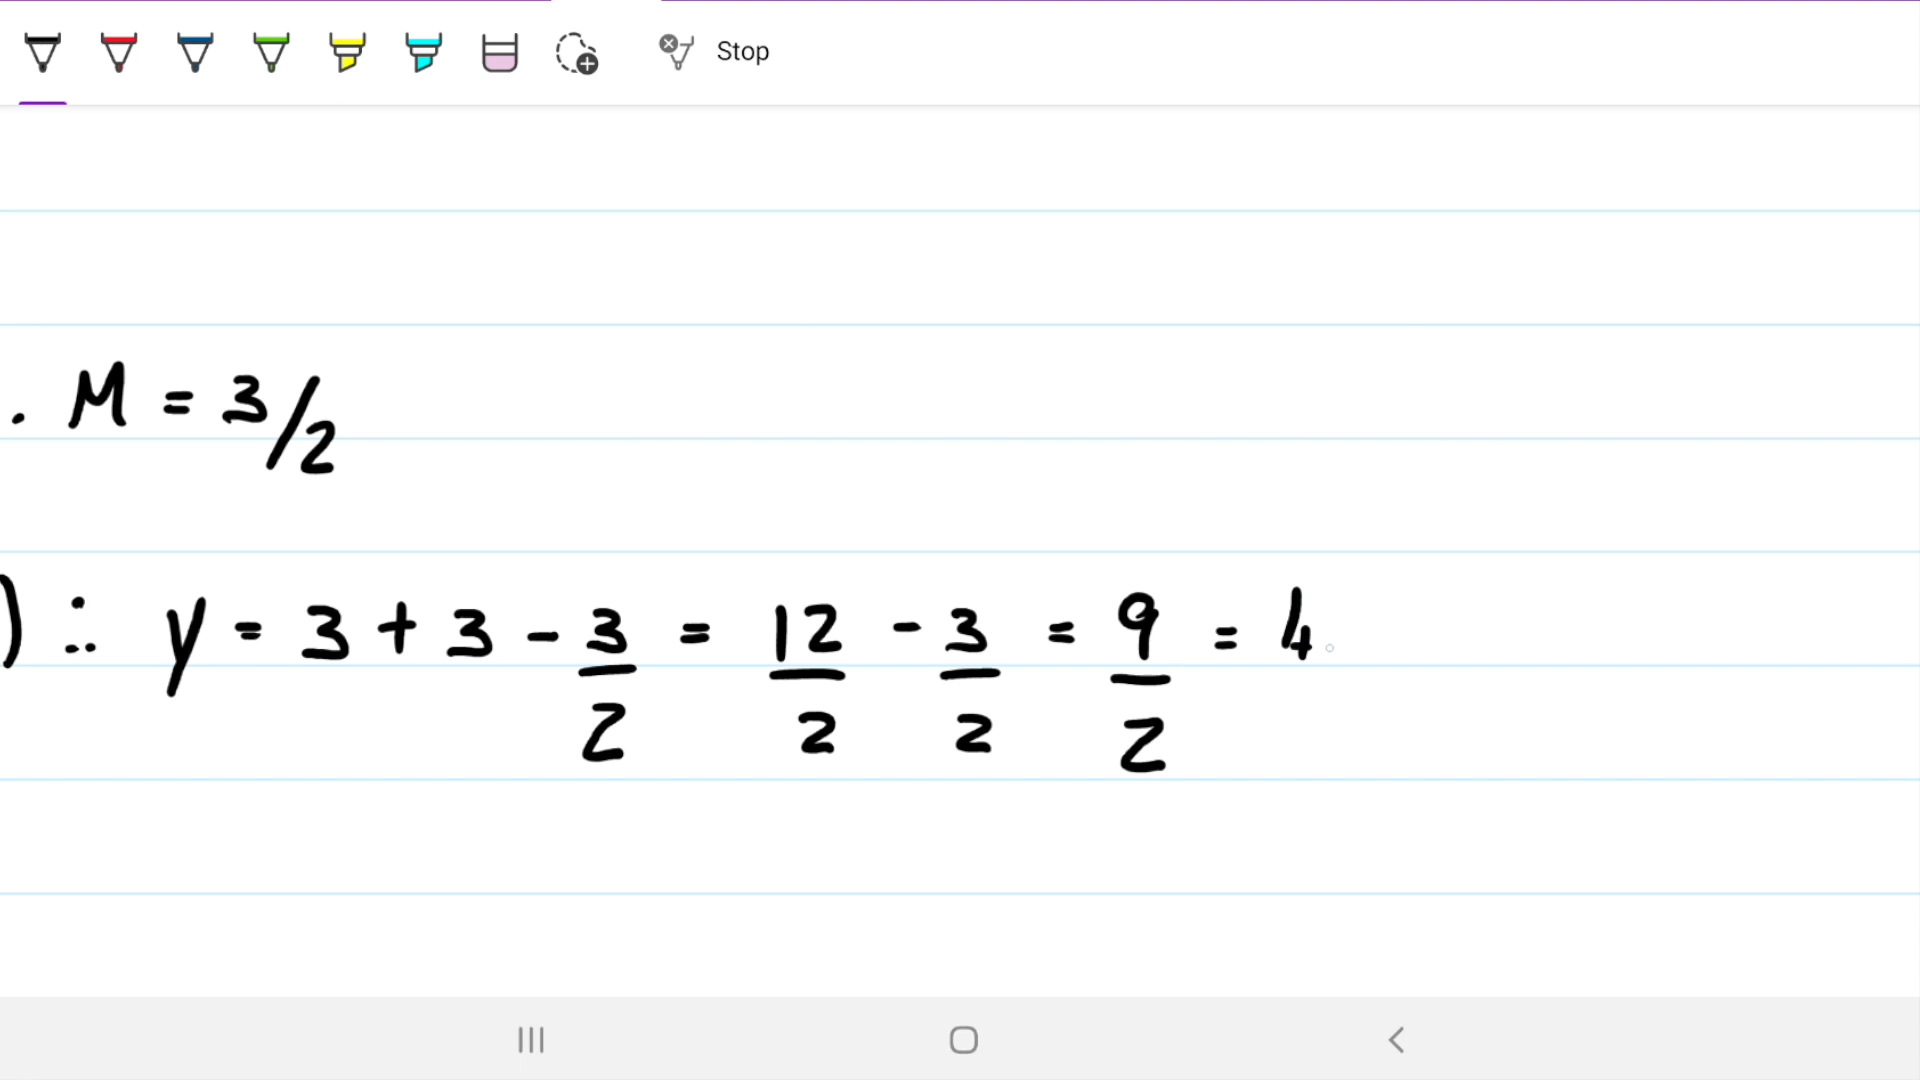 Stop
. M = 3/2
) ∴ y = 3 + 3 - 3/2 = 12/2 - 3/2 = 9/2 = 4